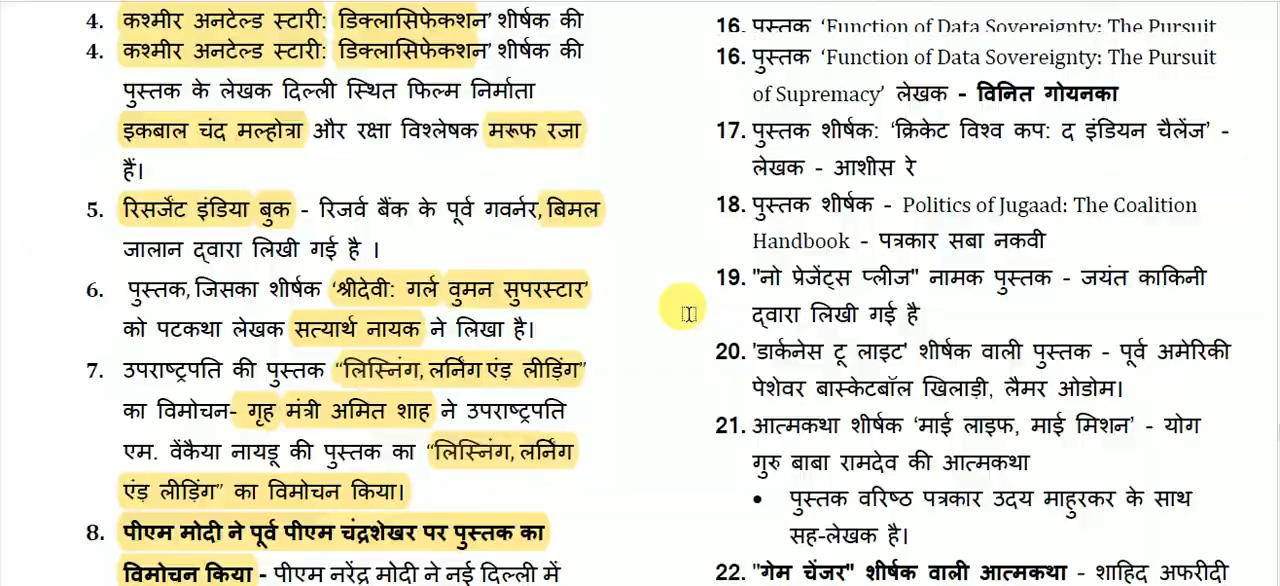 4. कश्मीर अनटेल्ड स्टारी: डिक्लासिफेकशन’ शीर्षक की
4. कश्मीर अनटेल्ड स्टारी: डिक्लासिफेकशन’ शीर्षक की
पुस्तक के लेखक दिल्ली स्थित फिल्म निर्माता
इकबाल चंद मल्होत्रा और रक्षा विश्लेषक मरूफ रजा
हैं।
5. रिसर्जेंट इंडिया बुक - रिजर्व बैंक के पूर्व गवर्नर, बिमल
जालान द्वारा लिखी गई है ।
6. पुस्तक, जिसका शीर्षक ‘श्रीदेवी: गर्ल वुमन सुपरस्टार’
को पटकथा लेखक सत्यार्थ नायक ने लिखा है।
7. उपराष्ट्रपति की पुस्तक “लिस्निंग, लर्निंग एंड़ लीड़िंग”
का विमोचन- गृह मंत्री अमित शाह ने उपराष्ट्रपति
एम. वेंकैया नायडू की पुस्तक का “लिस्निंग, लर्निंग
एंड़ लीड़िंग” का विमोचन किया।
8. पीएम मोदी ने पूर्व पीएम चंद्रशेखर पर पुस्तक का
विमोचन किया - पीएम नरेंद्र मोदी ने नई दिल्ली में
16. पुस्तक ‘Function of Data Sovereignty: The Pursuit
16. पुस्तक ‘Function of Data Sovereignty: The Pursuit
of Supremacy’ लेखक - विनित गोयनका
17. पुस्तक शीर्षक: ‘क्रिकेट विश्व कप: द इंडियन चैलेंज’ -
लेखक - आशीस रे
18. पुस्तक शीर्षक - Politics of Jugaad: The Coalition
Handbook - पत्रकार सबा नकवी
19. "नो प्रेजेंट्स प्लीज" नामक पुस्तक - जयंत काकिनी
द्वारा लिखी गई है
20. 'डार्कनेस टू लाइट' शीर्षक वाली पुस्तक - पूर्व अमेरिकी
पेशेवर बास्केटबॉल खिलाड़ी, लैमर ओडोम।
21. आत्मकथा शीर्षक ‘माई लाइफ, माई मिशन’ - योग
गुरु बाबा रामदेव की आत्मकथा
• पुस्तक वरिष्ठ पत्रकार उदय माहुरकर के साथ
सह-लेखक है।
22. "गेम चेंजर" शीर्षक वाली आत्मकथा - शाहिद अफरीदी